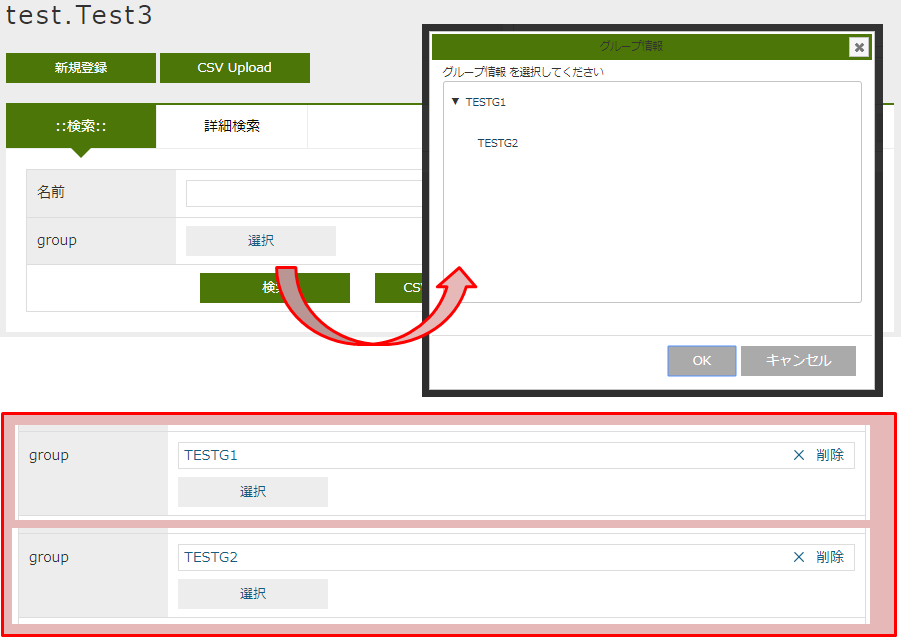 test.Test3
新規登録
CSV Upload
::検索::
詳細検索
名前
group
選択
検
CS
グループ情報
グループ情報 を選択してください
▼ TESTG1
TESTG2
OK
キャンセル
group
TESTG1
× 削除
選択
group
TESTG2
× 削除
選択